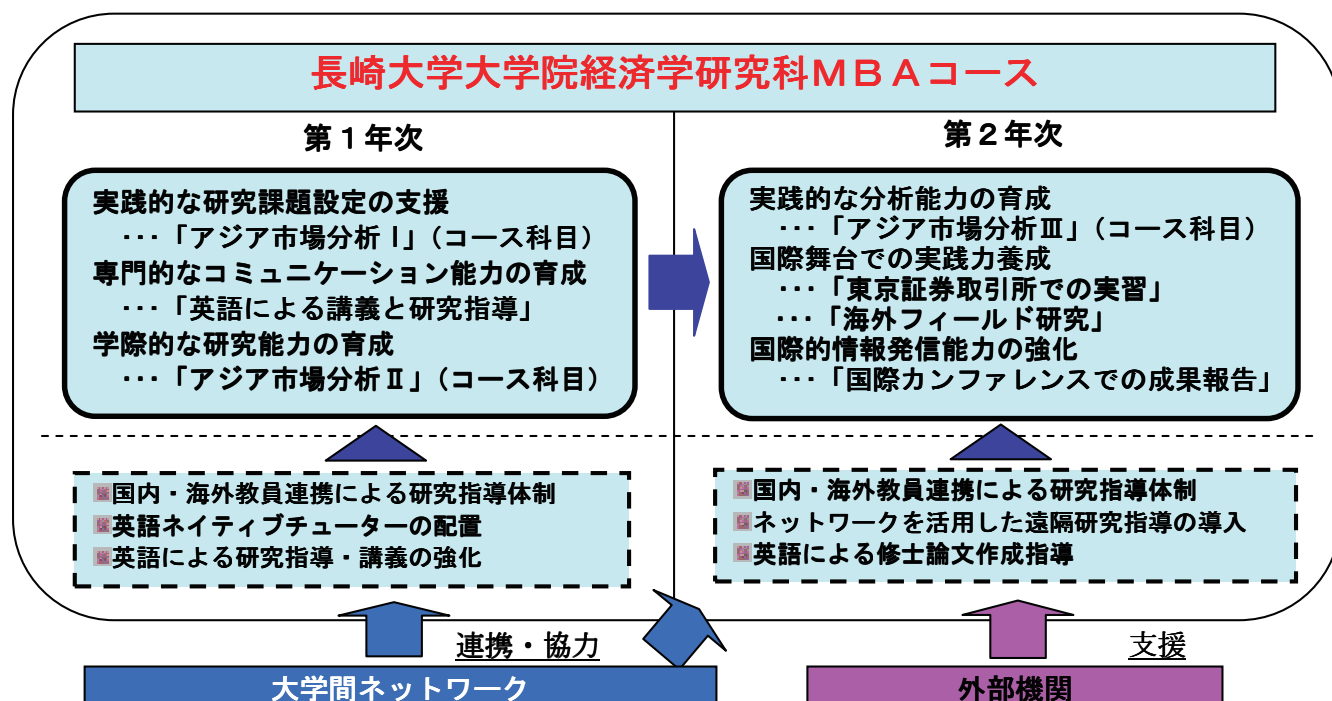 長崎大学大学院経済学研究科ＭＢＡコース
第１年次
実践的な研究課題設定の支援
･･･「アジア市場分析Ⅰ」（コース科目）
専門的なコミュニケーション能力の育成
･･･「英語による講義と研究指導」
学際的な研究能力の育成
･･･「アジア市場分析Ⅱ」（コース科目）
第２年次
実践的な分析能力の育成
･･･「アジア市場分析Ⅲ」（コース科目）
国際舞台での実践力養成
･･･「東京証券取引所での実習」
･･･「海外フィールド研究」
国際的情報発信能力の強化
･･･「国際カンファレンスでの成果報告」
国内・海外教員連携による研究指導体制
英語ネイティブチューターの配置
英語による研究指導・講義の強化
国内・海外教員連携による研究指導体制
ネットワークを活用した遠隔研究指導の導入
英語による修士論文作成指導
連携・協力
支援
大学間ネットワーク
外部機関